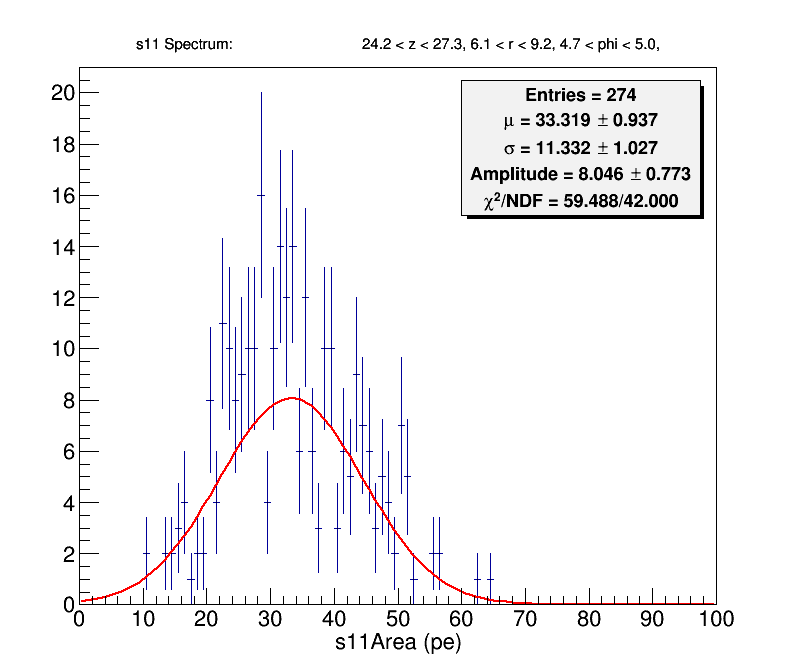 s11 Spectrum: 24.2 < z < 27.3, 6.1 < r < 9.2, 4.7 < phi < 5.0,
Entries = 274
μ = 33.319 ± 0.937
σ = 11.332 ± 1.027
Amplitude = 8.046 ± 0.773
χ²/NDF = 59.488/42.000
20
18
16
14
12
10
8
6
4
2
0
0 10 20 30 40 50 60 70 80 90 100
s11Area (pe)